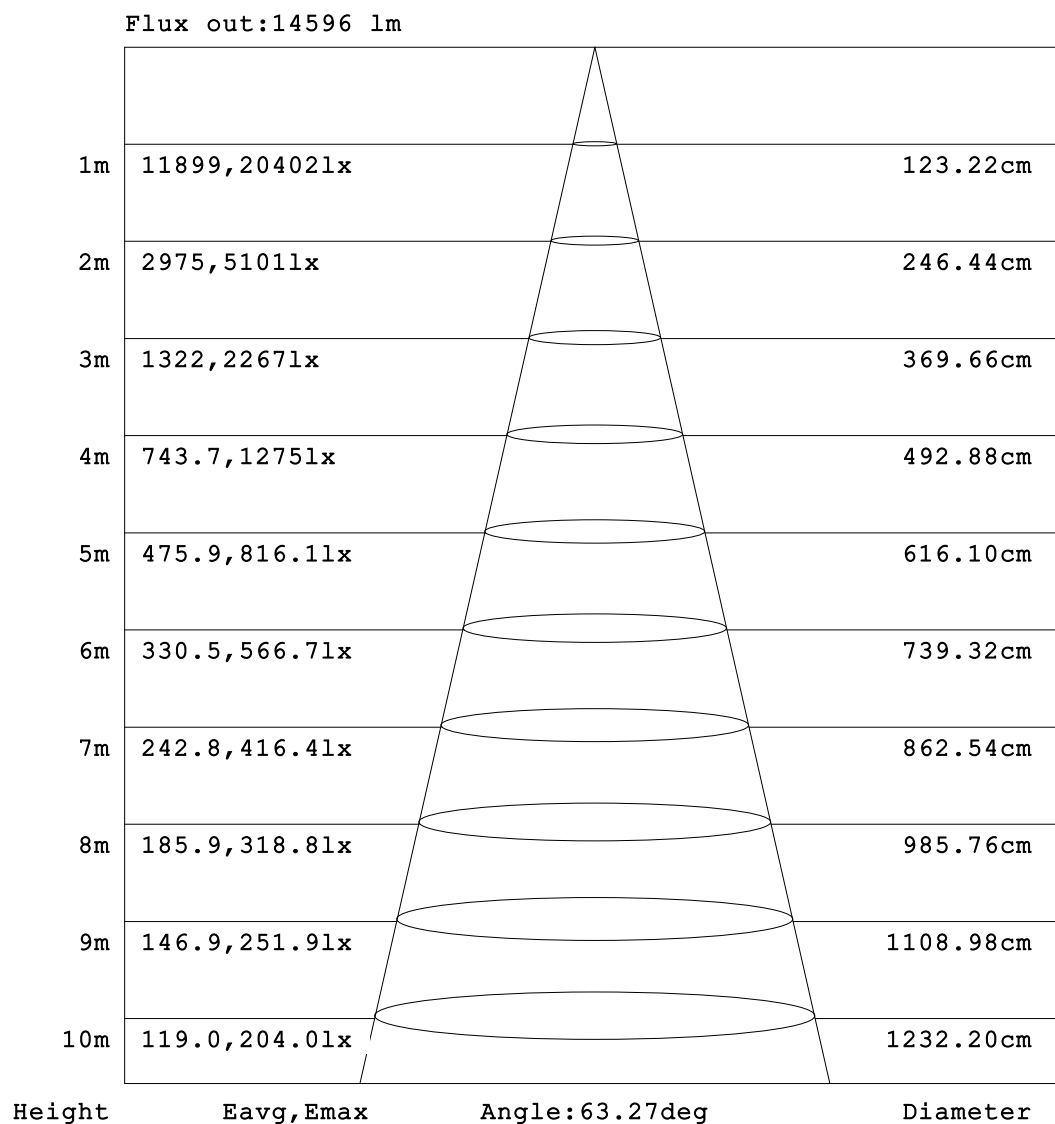 Flux out:14596 lm
1m 11899,20402lx 123.22cm
2m 2975,5101lx 246.44cm
3m 1322,2267lx 369.66cm
4m 743.7,1275lx 492.88cm
5m 475.9,816.1lx 616.10cm
6m 330.5,566.7lx 739.32cm
7m 242.8,416.4lx 862.54cm
8m 185.9,318.8lx 985.76cm
9m 146.9,251.9lx 1108.98cm
10m 119.0,204.0lx 1232.20cm
Height Eavg,Emax Angle:63.27deg Diameter